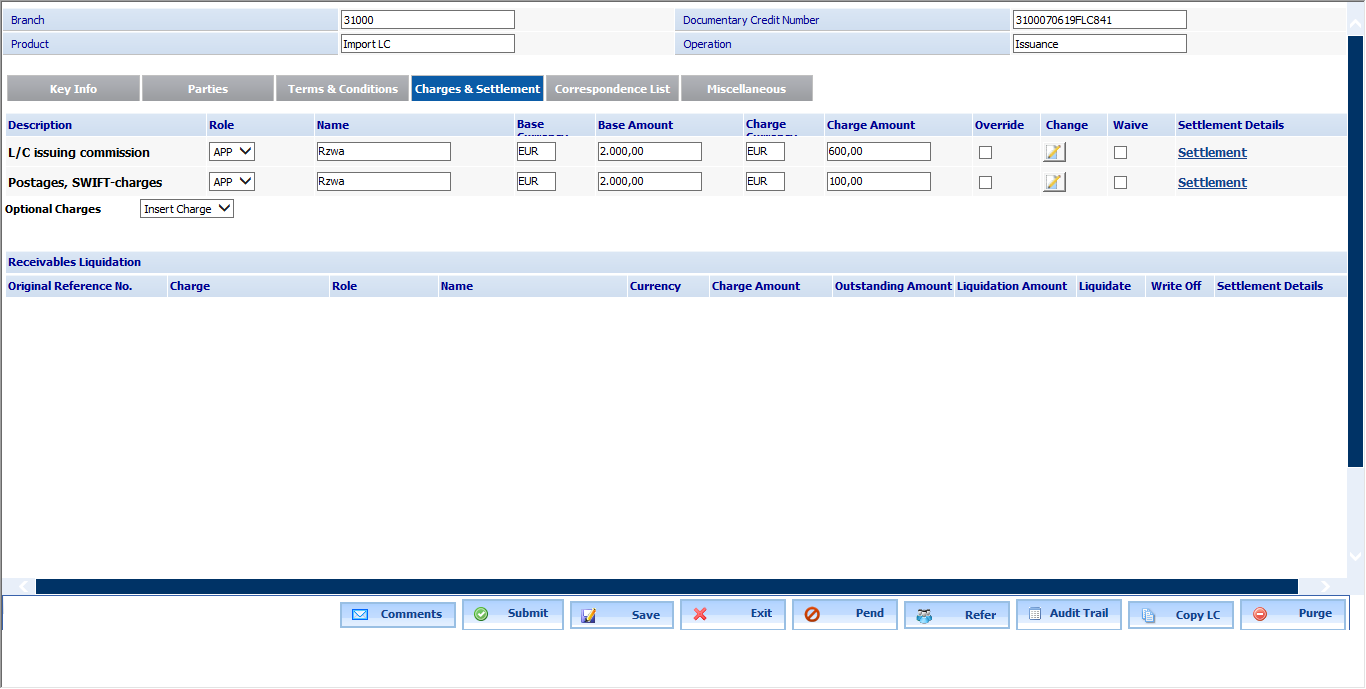 Branch 31000 Documentary Credit Number 3100070619FLC841
Product Import LC Operation Issuance
Key Info Parties Terms & Conditions Charges & Settlement Correspondence List Miscellaneous
Description Role Name Base Currency Base Amount Charge Currency Charge Amount Override Change Waive Settlement Details
L/C issuing commission APP Rzwa EUR 2.000,00 EUR 600,00 Settlement
Postages, SWIFT-charges APP Rzwa EUR 2.000,00 EUR 100,00 Settlement
Optional Charges Insert Charge
Receivables Liquidation
Original Reference No. Charge Role Name Currency Charge Amount Outstanding Amount Liquidation Amount Liquidate Write Off Settlement Details
Comments Submit Save Exit Pend Refer Audit Trail Copy LC Purge